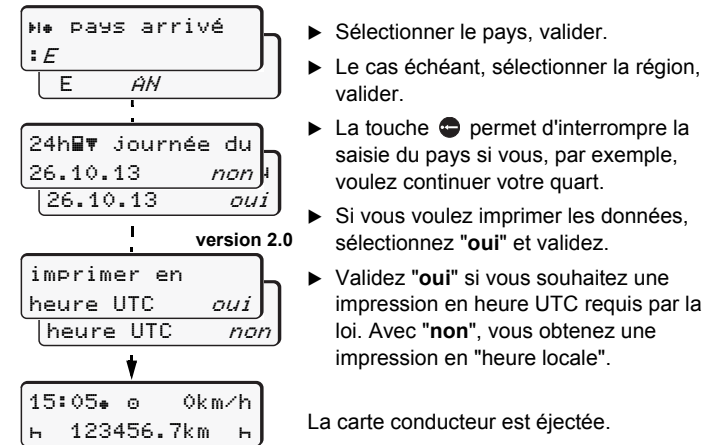 pays arrivé
:E
E AN
24h journée du
26.10.13 non
26.10.13 oui
version 2.0
imprimer en
heure UTC oui
heure UTC non
15:05 0km/h
123456.7km
► Sélectionner le pays, valider.
► Le cas échéant, sélectionner la région,
valider.
► La touche permet d'interrompre la
saisie du pays si vous, par exemple,
voulez continuer votre quart.
► Si vous voulez imprimer les données,
sélectionnez "oui" et validez.
► Validez "oui" si vous souhaitez une
impression en heure UTC requis par la
loi. Avec "non", vous obtenez une
impression en "heure locale".
La carte conducteur est éjectée.